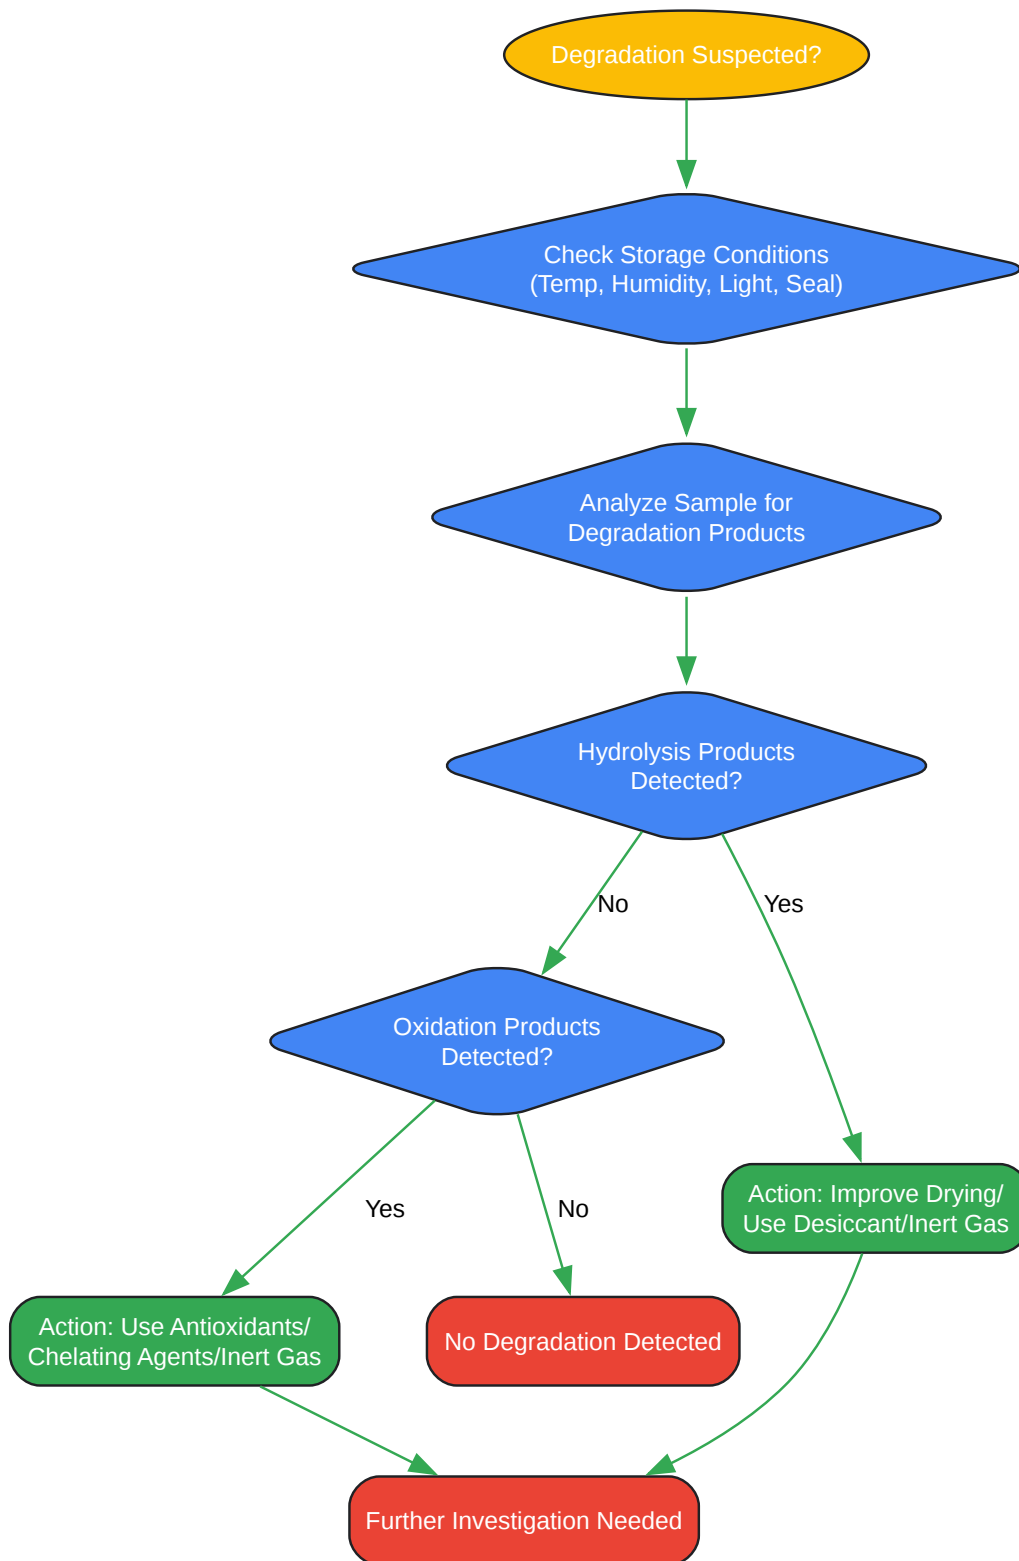 Degradation Suspected?
Check Storage Conditions
(Temp, Humidity, Light, Seal)
Analyze Sample for
Degradation Products
Hydrolysis Products
Detected?
No
Yes
Oxidation Products
Detected?
Yes
No
Action: Improve Drying/
Use Desiccant/Inert Gas
Action: Use Antioxidants/
Chelating Agents/Inert Gas
No Degradation Detected
Further Investigation Needed